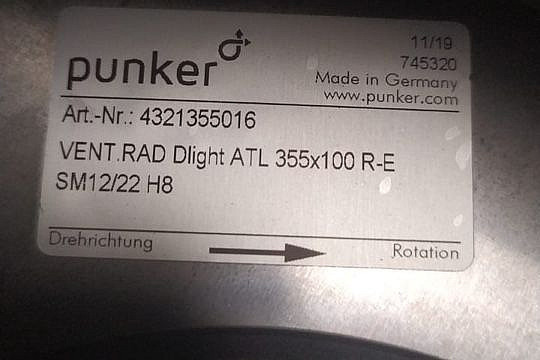 punker
11/19
745320
Made in Germany
www.punker.com
Art.-Nr.: 4321355016
VENT.RAD Dlight ATL 355x100 R-E
SM12/22 H8
Drehrichtung
Rotation